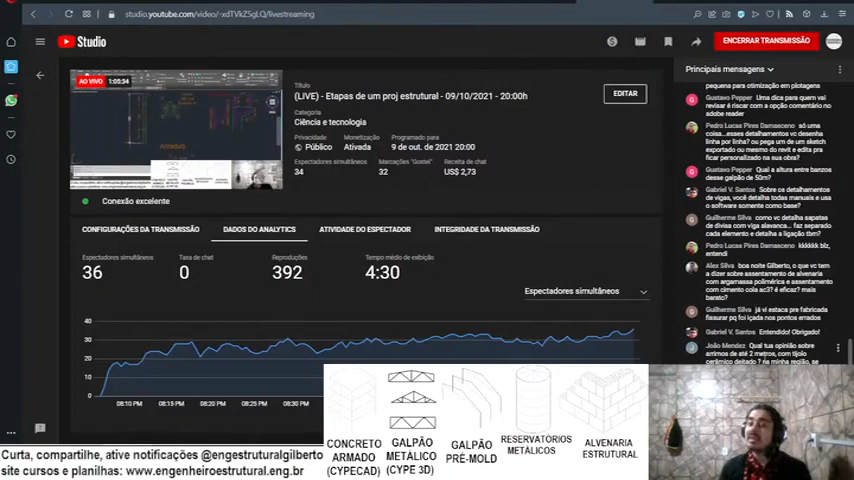 studio.youtube.com/video/-xdTVkZ5gLQ/livestreaming
Studio
ENCERRAR TRANSMISSÃO
AO VIVO 1:05:34
Título
(LIVE) - Etapas de um proj estrutural - 09/10/2021 - 20:00h
EDITAR
Categoria
Ciência e tecnologia
Privacidade Monetização Programado para
Público Ativada 9 de out. de 2021 20:00
Espectadores simultâneos Marcações "Gostei" Receita de chat
34 32 US$ 2,73
Conexão excelente
CONFIGURAÇÕES DA TRANSMISSÃO DADOS DO ANALYTICS ATIVIDADE DO ESPECTADOR INTEGRIDADE DA TRANSMISSÃO
Espectadores simultâneos Taxa de chat Reproduções Tempo médio de exibição
36 0 392 4:30
Espectadores simultâneos
40
30
20
10
0
08:10 PM 08:15 PM 08:20 PM 08:25 PM 08:30 PM
Principais mensagens
pequena para otimização em plotagens
Gustavo Pepper Uma dica para quem vai
revisar é riscar com a opção comentário
no adobe
Pedro Lucas Pires Damasceno só uma
coisa...esses detalhamentos vc desenha
linha por linha? ou pega um de um sketch
exportado ou mesmo do revit e edita pra
ficar personalizado na sua obra?
Gustavo Pepper Qual a altura entre banzos
desse galpão de 50m?
Gabriel V. Santos Sobre os detalhamentos
de vigas, você detalha todas manuais e usa
o software somente como base?
Guilherme Silva como vc detalha sapatas
de divisa com viga alavanca... faz separado
cada elemento e detalha a ligação tbm?
Pedro Lucas Pires Damasceno kkkkkk blz,
entendi
Alex Silva boa noite Gilberto, o que vc tem
a dizer sobre assentamento de alvenaria
com argamassa polimérica e assentamento
com cimento cola ac3? é eficaz? mais
barato?
Guilherme Silva já vi estaca pre fabricada
fissurar pq foi içada nos pontos errados
Gabriel V. Santos Entendido! Obrigado!
João Mendez Qual tua opinião sobre
arrimos de até 2 metros, com tijolo
cerâmico deitado ? na minha região, se
CONCRETO
ARMADO
(CYPECAD)
GALPÃO
METÁLICO
(CYPE 3D)
GALPÃO
PRÉ-MOLD
RESERVATÓRIOS
METÁLICOS
ALVENARIA
ESTRUTURAL
Curta, compartilhe, ative notificações @engestruturalgilberto
site cursos e planilhas: www.engenheiroestrutural.eng.br